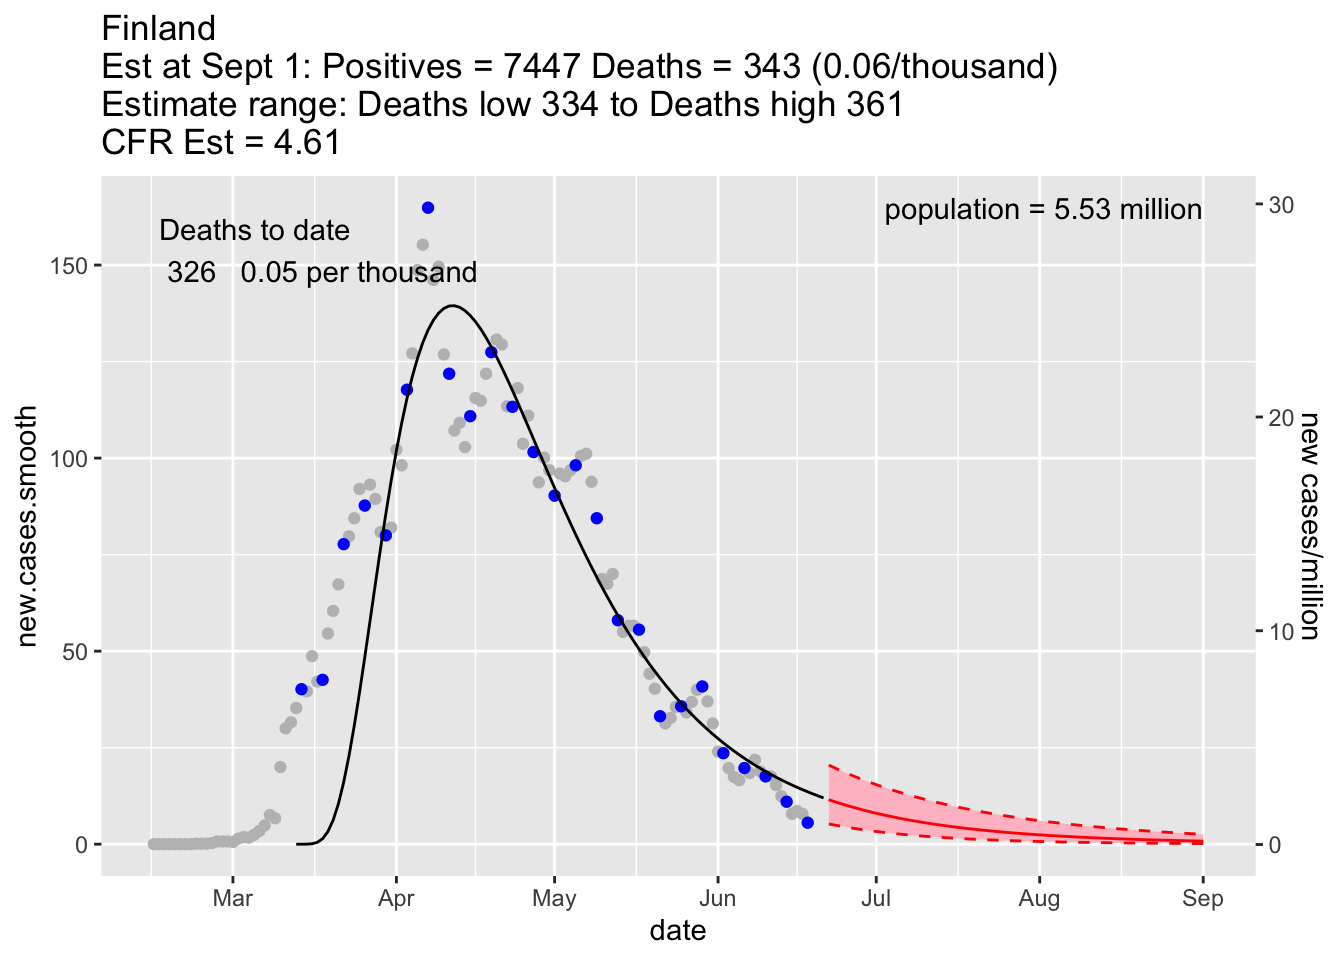 Finland
Est at Sept 1: Positives = 7447 Deaths = 343 (0.06/thousand)
Estimate range: Deaths low 334 to Deaths high 361
CFR Est = 4.61
Deaths to date
326 0.05 per thousand
population = 5.53 million
new.cases.smooth
150
100
50
0
30
20
10
0
new cases/million
Mar Apr May Jun Jul Aug Sep
date